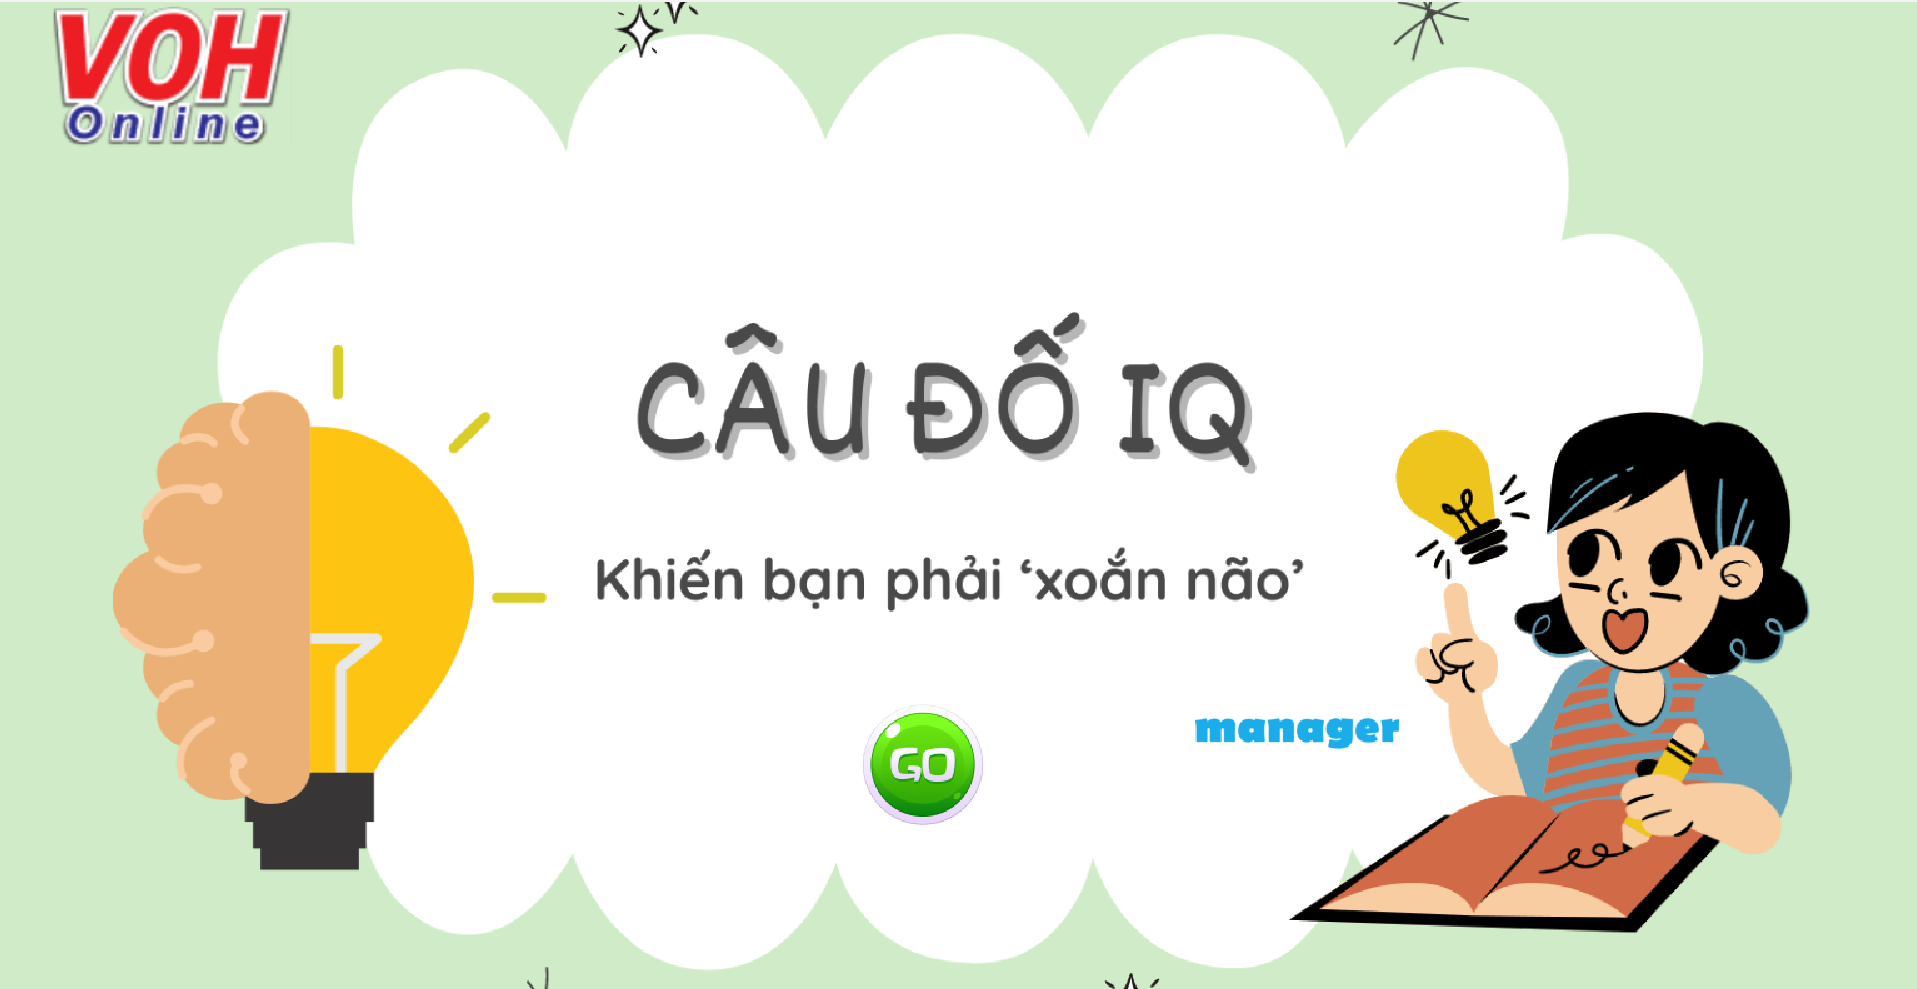 VOH
Online
CÂU ĐỐ IQ
Khiến bạn phải ‘xoắn não’
manager
GO